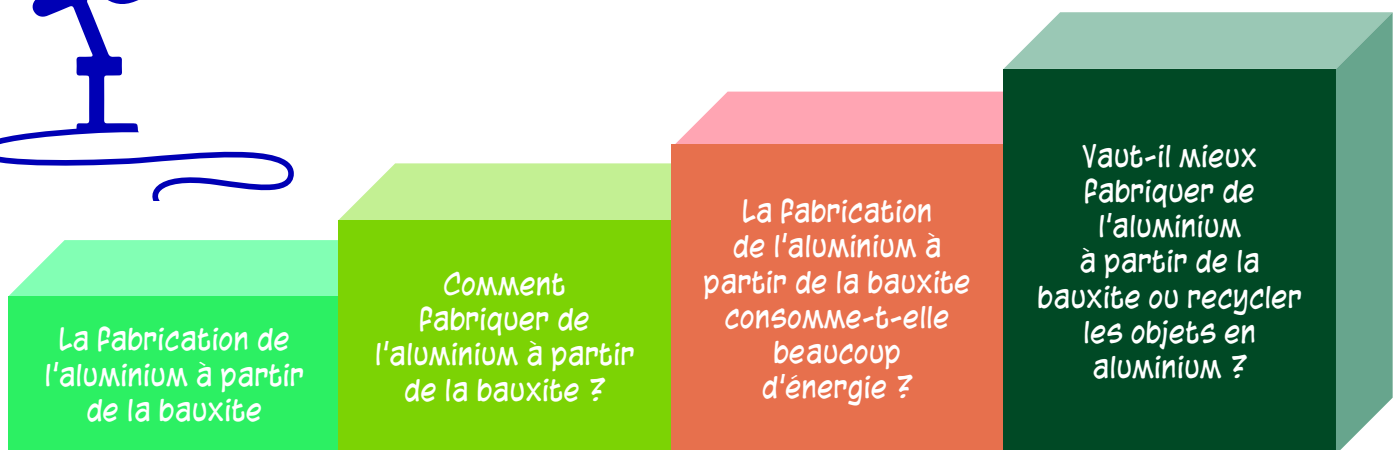 La fabrication de
l'aluminium à partir
de la bauxite
Comment
fabriquer de
l'aluminium à partir
de la bauxite ?
La fabrication
de l'aluminium à
partir de la bauxite
consomme-t-elle
beaucoup
d'énergie ?
Vaut-il mieux
fabriquer de
l'aluminium
à partir de la
bauxite ou recycler
les objets en
aluminium ?